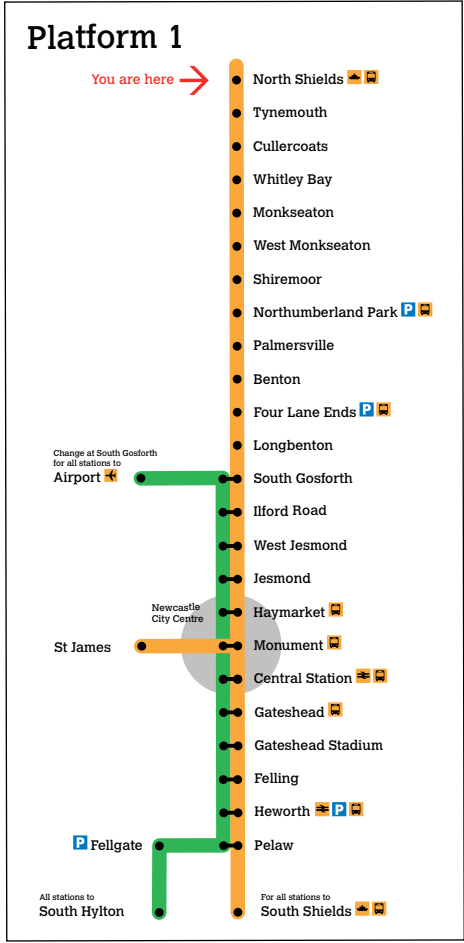 Platform 1
You are here
North Shields
Tynemouth
Cullercoats
Whitley Bay
Monkseaton
West Monkseaton
Shiremoor
Northumberland Park P
Palmersville
Benton
Four Lane Ends P
Longbenton
Change at South Gosforth
for all stations to
Airport
South Gosforth
Ilford Road
West Jesmond
Jesmond
Newcastle
City Centre
Haymarket
St James
Monument
Central Station
Gateshead
Gateshead Stadium
Felling
Heworth P
P Fellgate
Pelaw
All stations to
South Hylton
For all stations to
South Shields